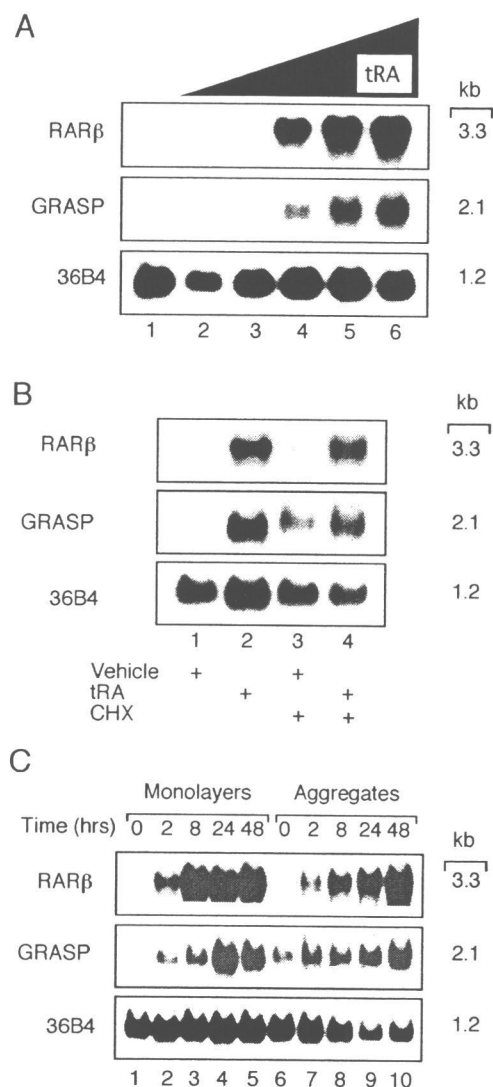 A
tRA
kb
RARβ 3.3
GRASP 2.1
36B4 1.2
1 2 3 4 5 6
B
kb
RARβ 3.3
GRASP 2.1
36B4 1.2
1 2 3 4
Vehicle + +
tRA + +
CHX + +
C
Monolayers Aggregates
Time (hrs) 0 2 8 24 48 0 2 8 24 48 kb
RARβ 3.3
GRASP 2.1
36B4 1.2
1 2 3 4 5 6 7 8 9 10